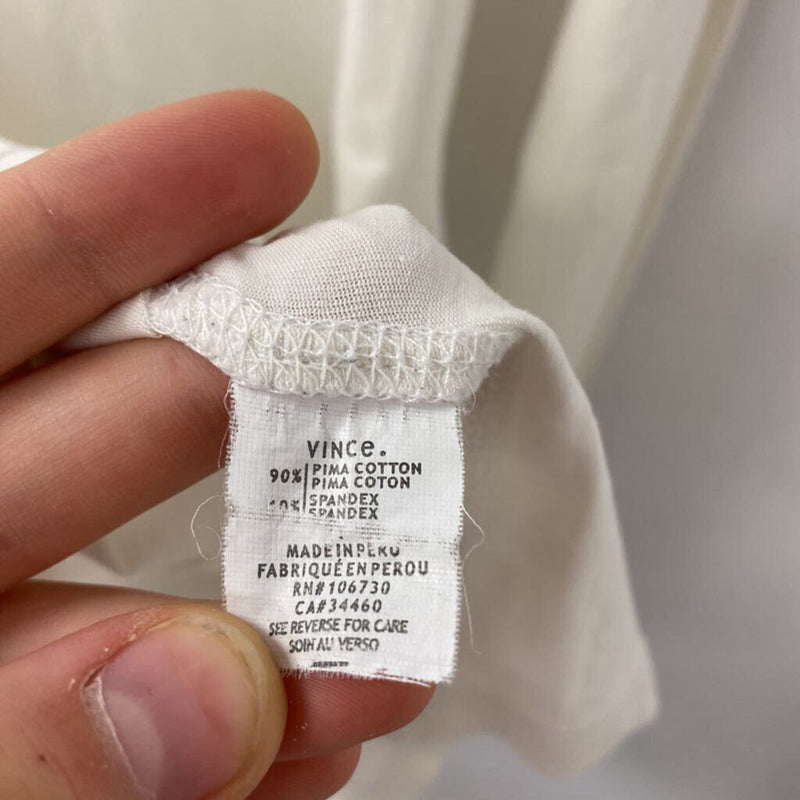 VINCe.
90% PIMA COTTON
PIMA COTON
10% SPANDEX
SPANDEX
MADE IN PERU
FABRIQUÉ EN PEROU
RN# 106730
CA# 34460
SEE REVERSE FOR CARE
SOIN AU VERSO